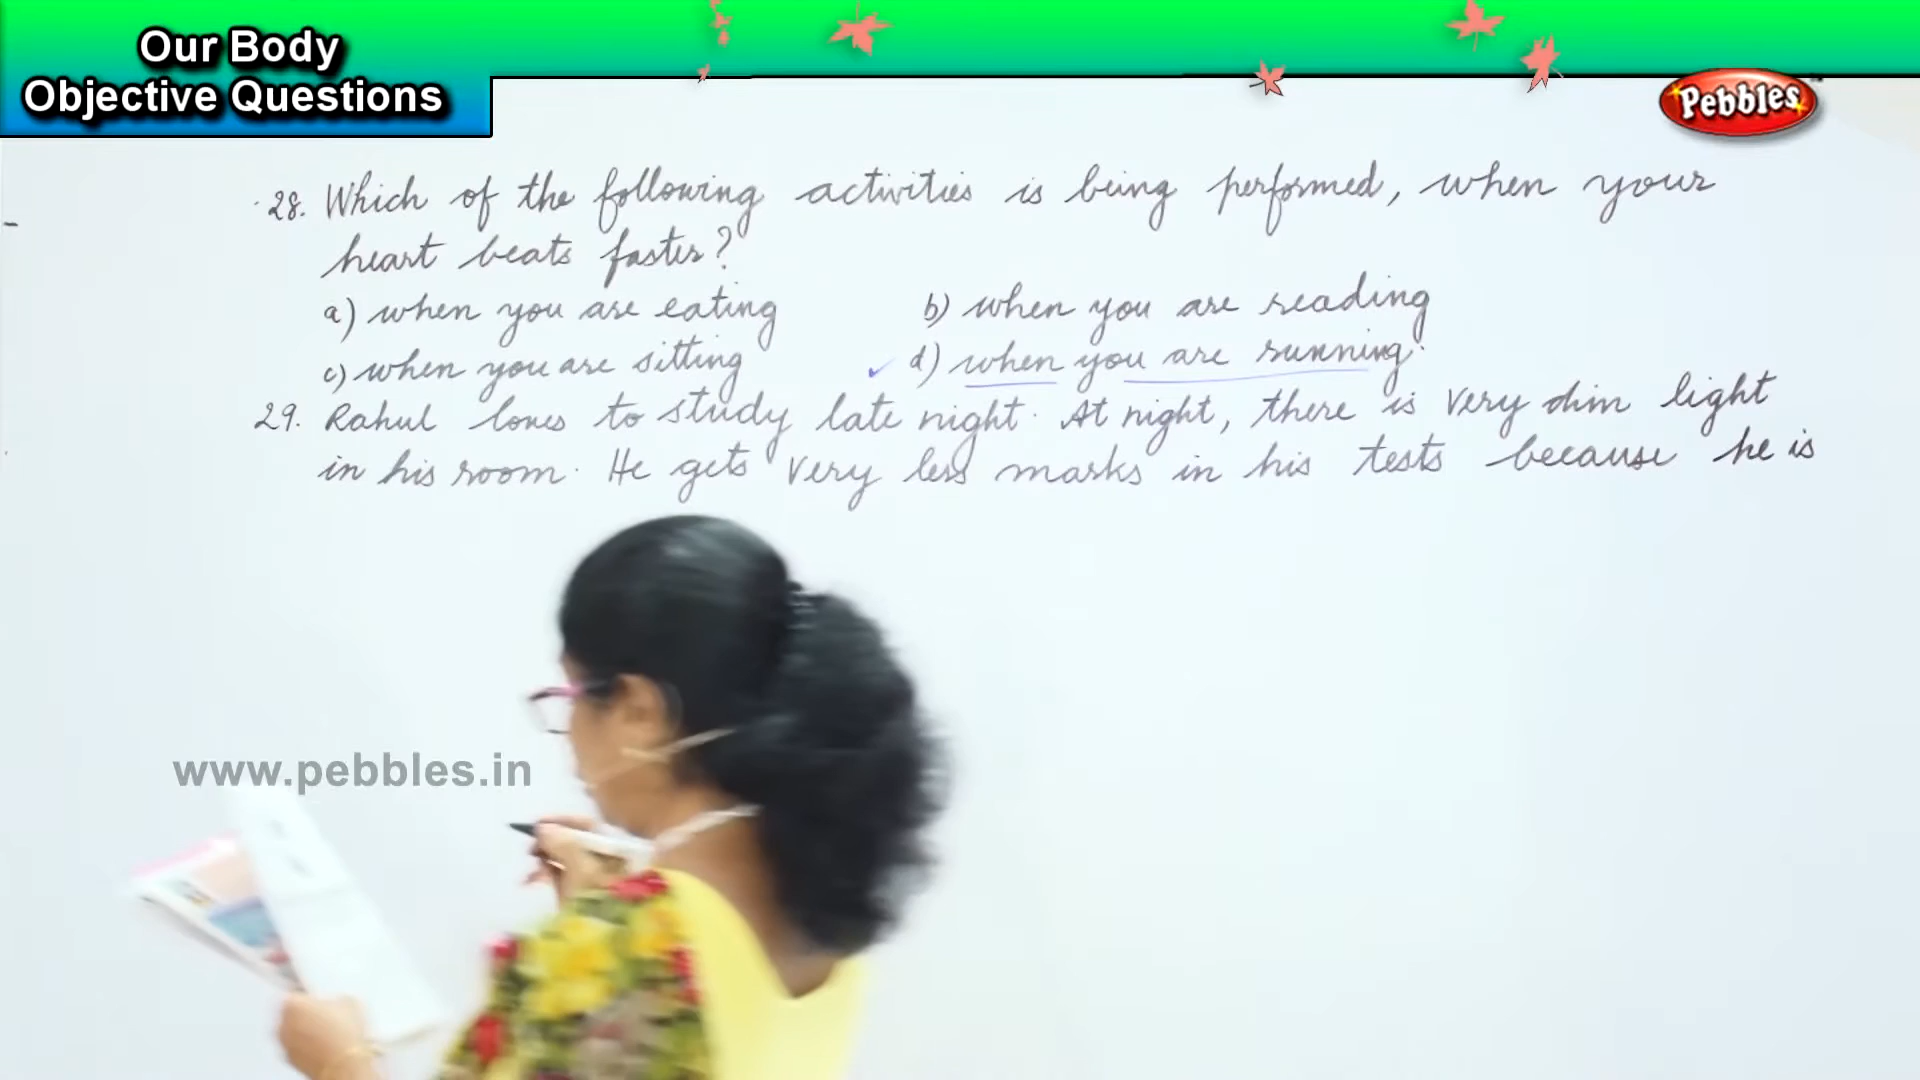 Our Body
Objective Questions
Pebbles
28. Which of the following activities is being performed, when your
heart beats faster?
a) when you are eating b) when you are reading
c) when you are sitting ✓ d) when you are running.
29. Rahul loves to study late night. At night, there is very dim light
in his room. He gets very less marks in his tests because he is
www.pebbles.in